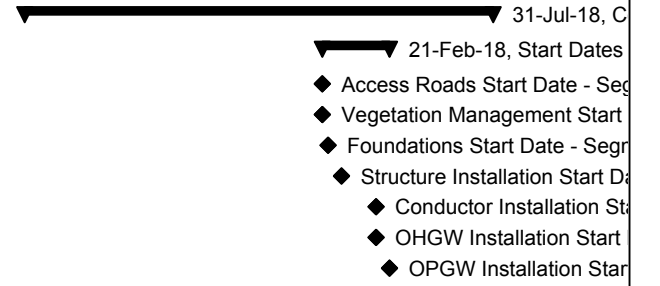 31-Jul-18, C
21-Feb-18, Start Dates
Access Roads Start Date - Seg
Vegetation Management Start
Foundations Start Date - Segr
Structure Installation Start Da
Conductor Installation Sta
OHGW Installation Start
OPGW Installation Star